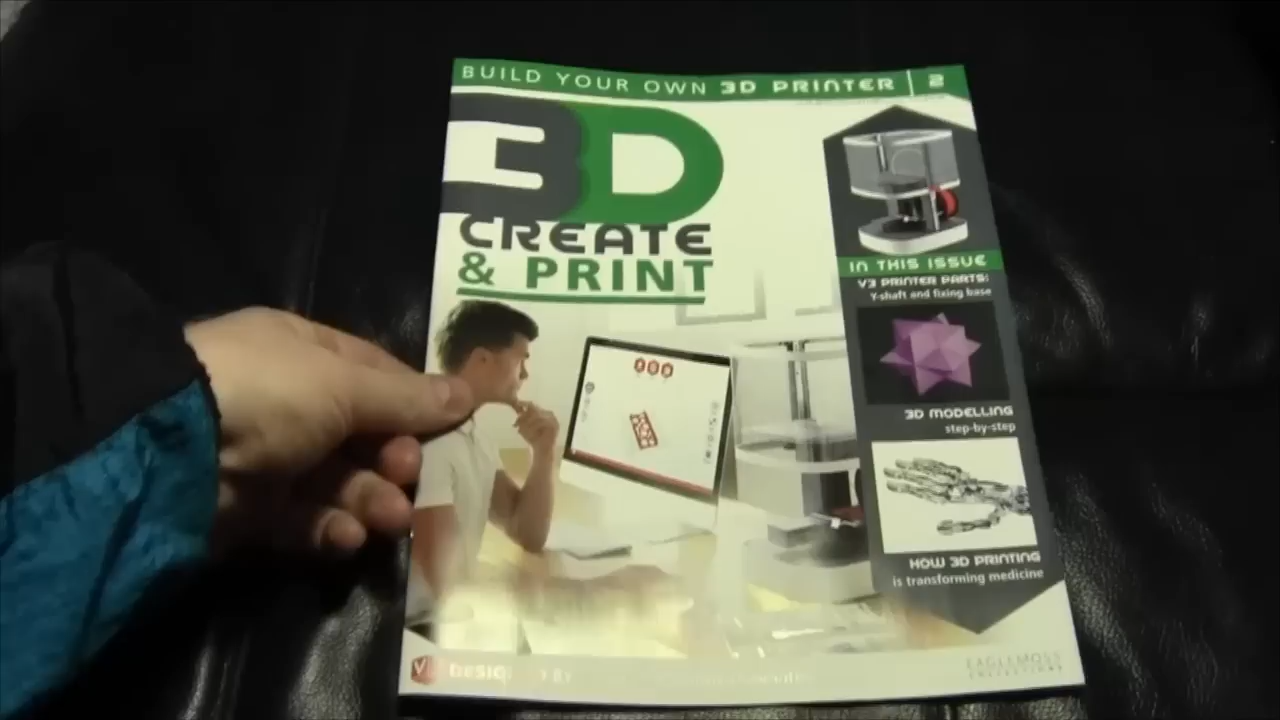 BUILD YOUR OWN 3D PRINTER | 2
3D
CREATE
& PRINT
IN THIS ISSUE
V3 PRINTER PARTS:
Y-shaft and fixing base
3D MODELLING
step-by-step
HOW 3D PRINTING
is transforming medicine
EAGLEMOSS
COLLECTIONS